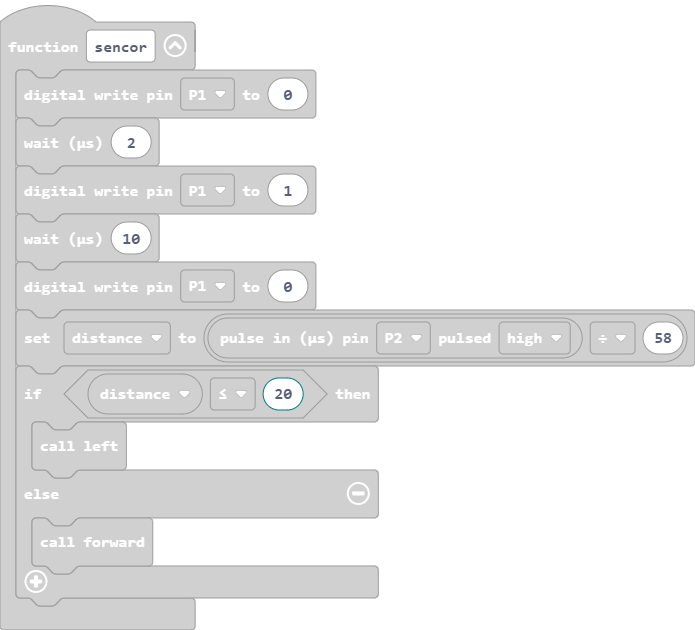 function sencor
digital write pin P1 to 0
wait (µs) 2
digital write pin P1 to 1
wait (µs) 10
digital write pin P1 to 0
set distance to pulse in (µs) pin P2 pulsed high ÷ 58
if distance ≤ 20 then
call left
else
call forward